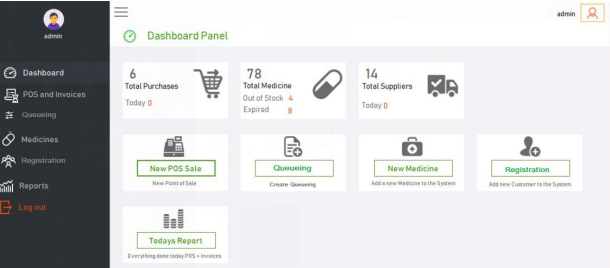 admin
Dashboard
POS and Invoices
Queueing
Medicines
Registration
Reports
Log out
admin
Dashboard Panel
6
Total Purchases
Today 0
78
Total Medicine
Out of Stock 4
Expired 8
14
Total Suppliers
Today 0
New POS Sale
New Point of Sale
Queueing
Create Queuning
New Medicine
Add a new Medicine to the System
Registration
Add new Customer to the System
Todays Report
Everything done today POS + Invoices